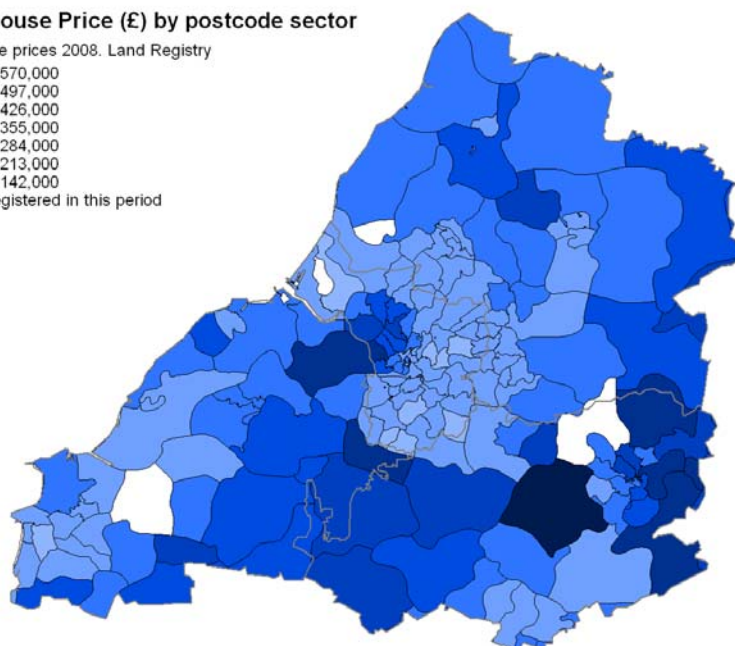 ouse Price (£) by postcode sector
e prices 2008. Land Registry
570,000
497,000
426,000
355,000
284,000
213,000
142,000
egistered in this period